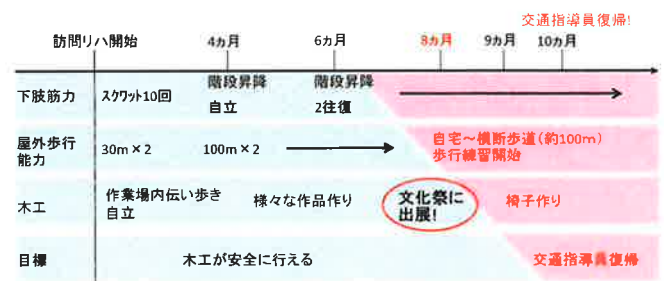 交通指導員復帰!
訪問リハ開始 4カ月 6カ月 8カ月 9カ月 10カ月
下肢筋力 スクワット10回
階段昇降
自立
階段昇降
2往復
屋外歩行
能力
30m×2 100m×2
自宅～横断歩道(約100m)
歩行練習開始
木工
作業場内伝い歩き
自立
様々な作品作り
文化祭に
出展!
椅子作り
目標 木工が安全に行える 交通指導員復帰